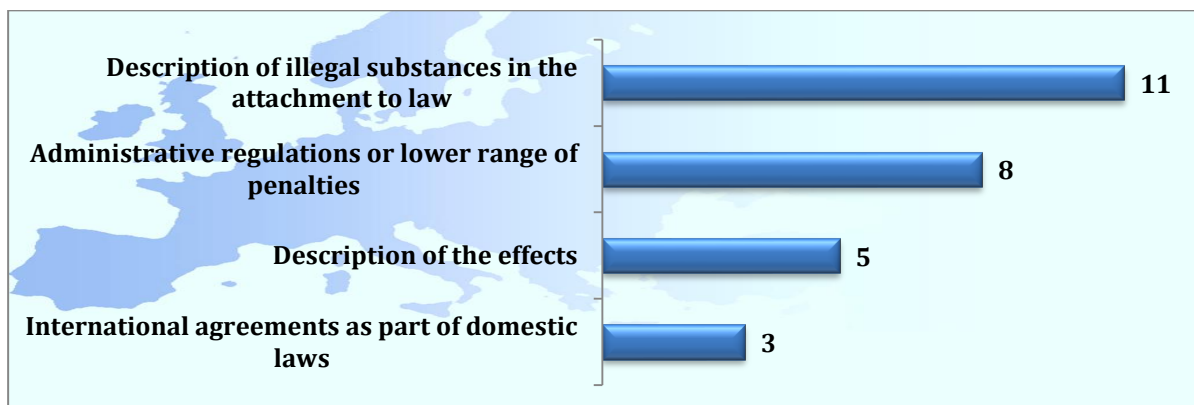 Description of illegal substances in the
attachment to law
11
Administrative regulations or lower range of
penalties
8
Description of the effects
5
International agreements as part of domestic
laws
3